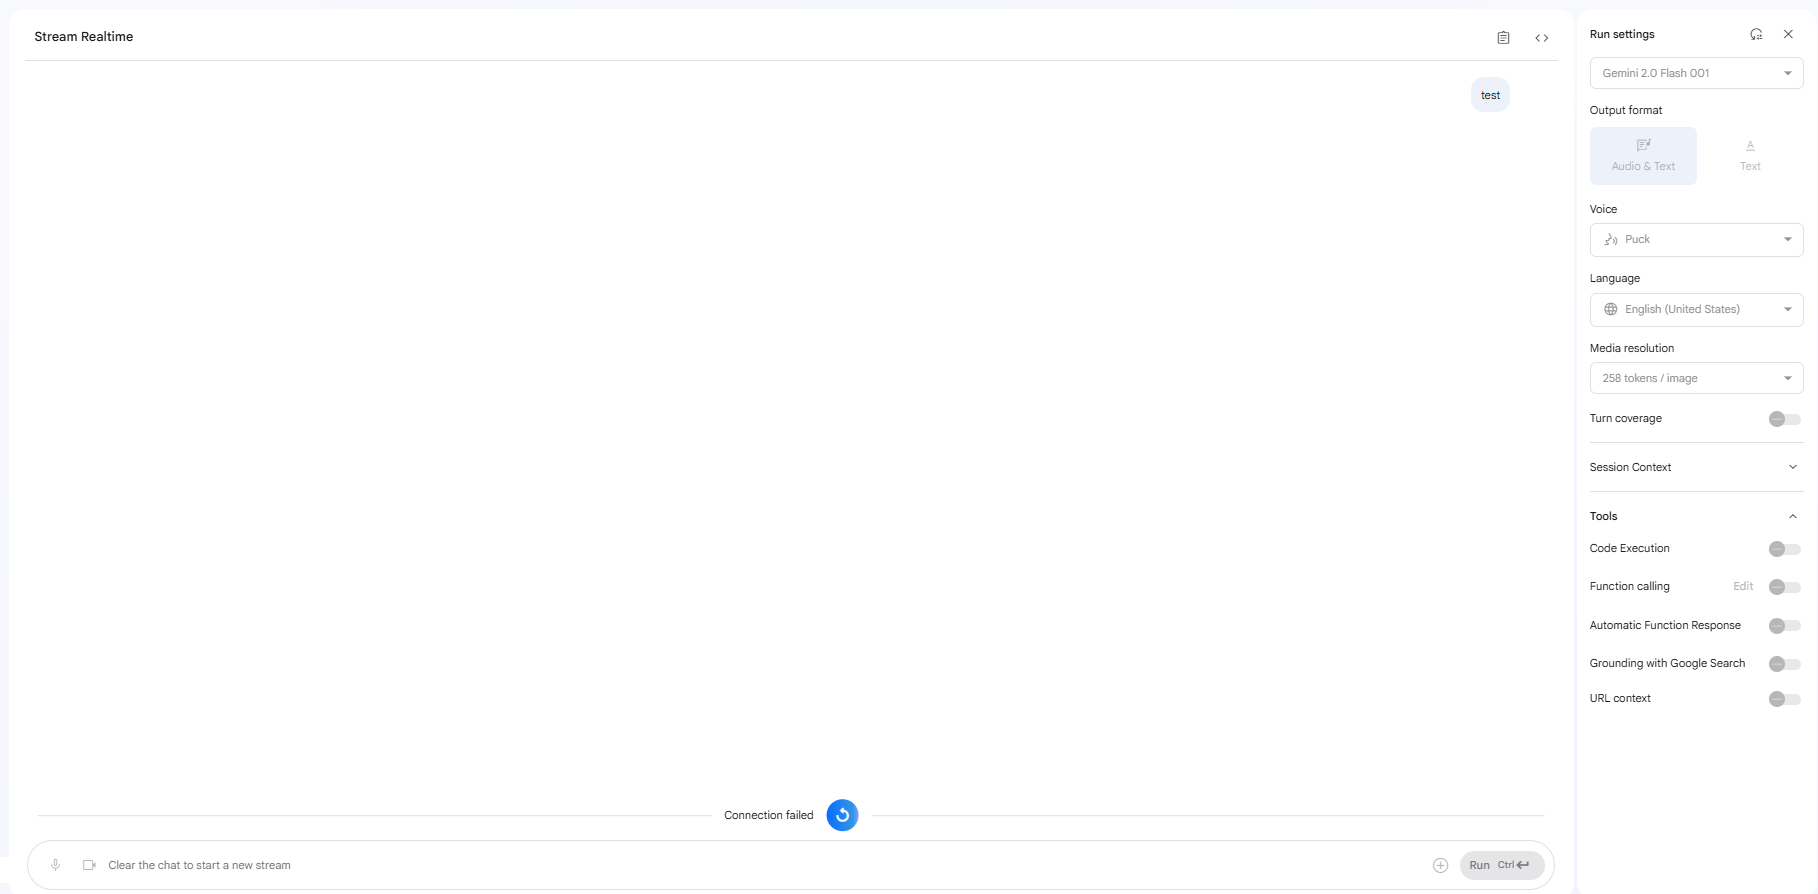 Stream Realtime
test
Connection failed
Clear the chat to start a new stream
Run Ctrl
Run settings
Gemini 2.0 Flash 001
Output format
Audio & Text
Text
Voice
Puck
Language
English (United States)
Media resolution
258 tokens / image
Turn coverage
Session Context
Tools
Code Execution
Function calling Edit
Automatic Function Response
Grounding with Google Search
URL context